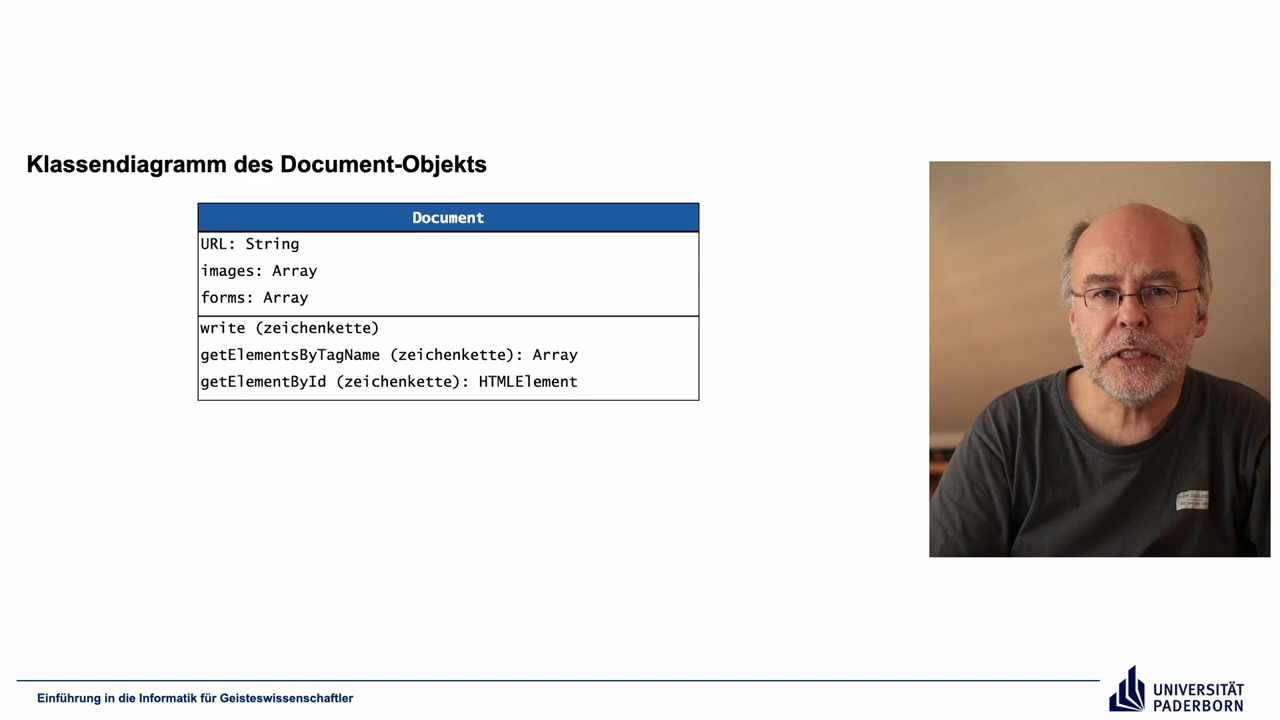 Klassendiagramm des Document-Objekts
Document
URL: String
images: Array
forms: Array
write (zeichenkette)
getElementsByTagName (zeichenkette): Array
getElementById (zeichenkette): HTMLElement
Einführung in die Informatik für Geisteswissenschaftler
UNIVERSITÄT
PADERBORN